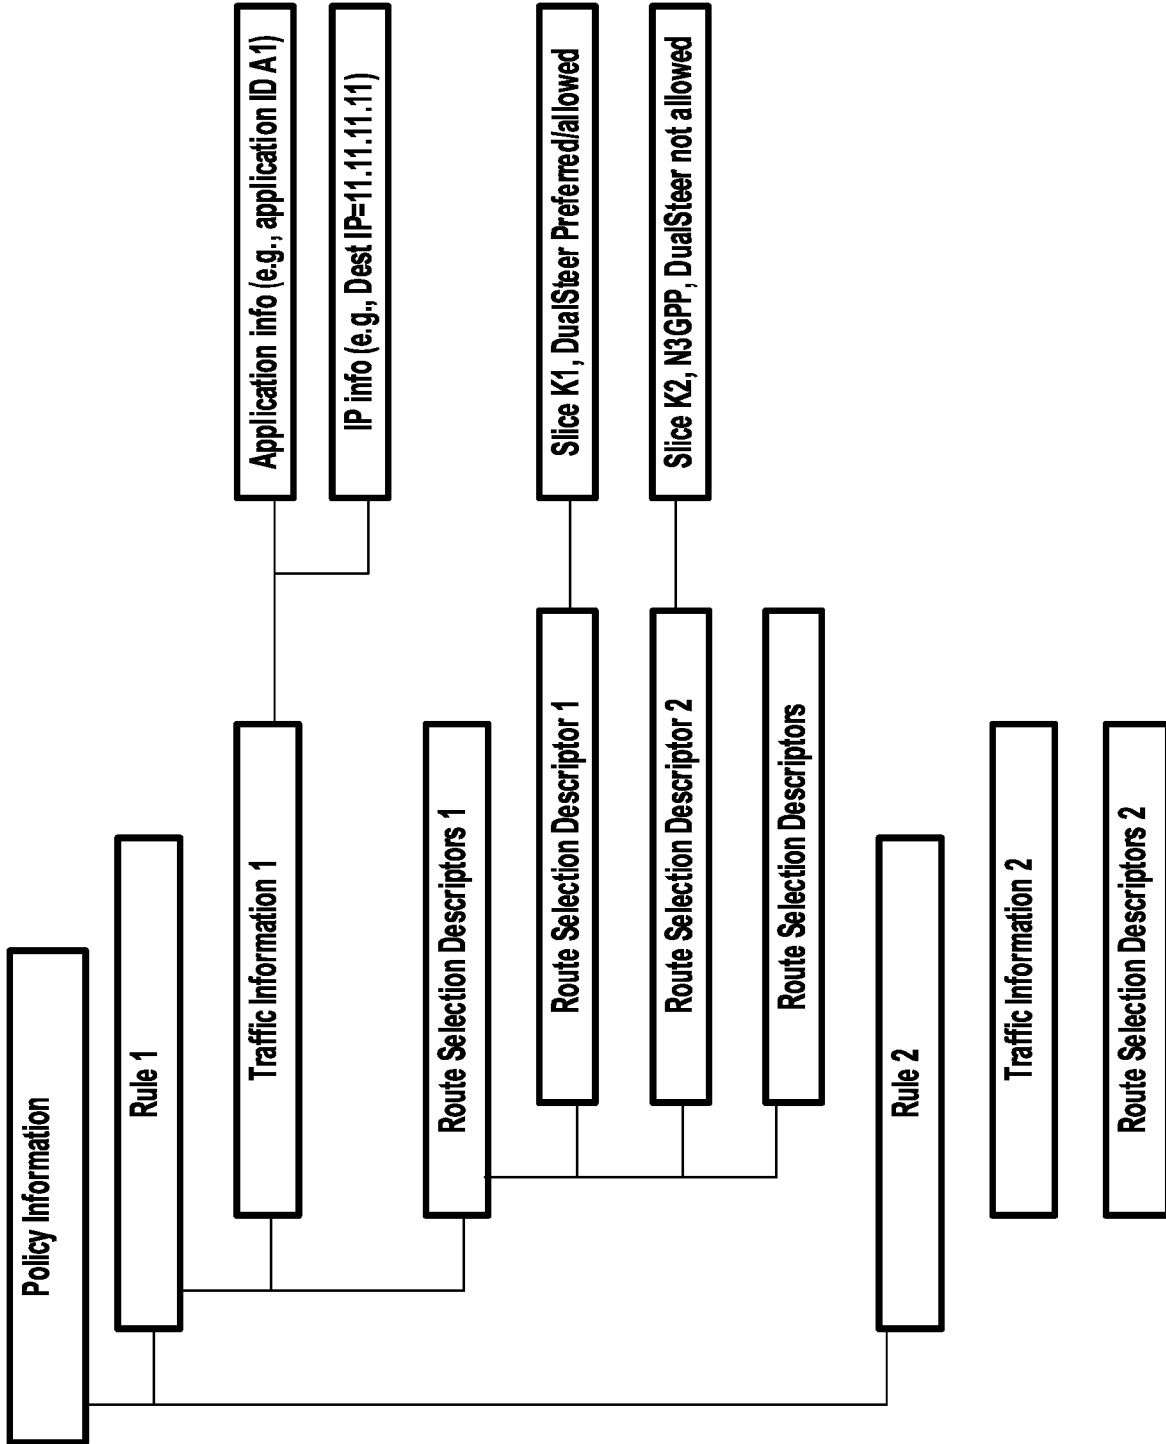 Policy Information
Rule 1
Traffic Information 1
Application info (e.g., application ID A1)
IP info (e.g., Dest IP=11.11.11.11)
Route Selection Descriptors 1
Route Selection Descriptor 1
Slice K1, DualSteer Preferred/allowed
Route Selection Descriptor 2
Slice K2, N3GPP, DualSteer not allowed
Route Selection Descriptors
Rule 2
Traffic Information 2
Route Selection Descriptors 2